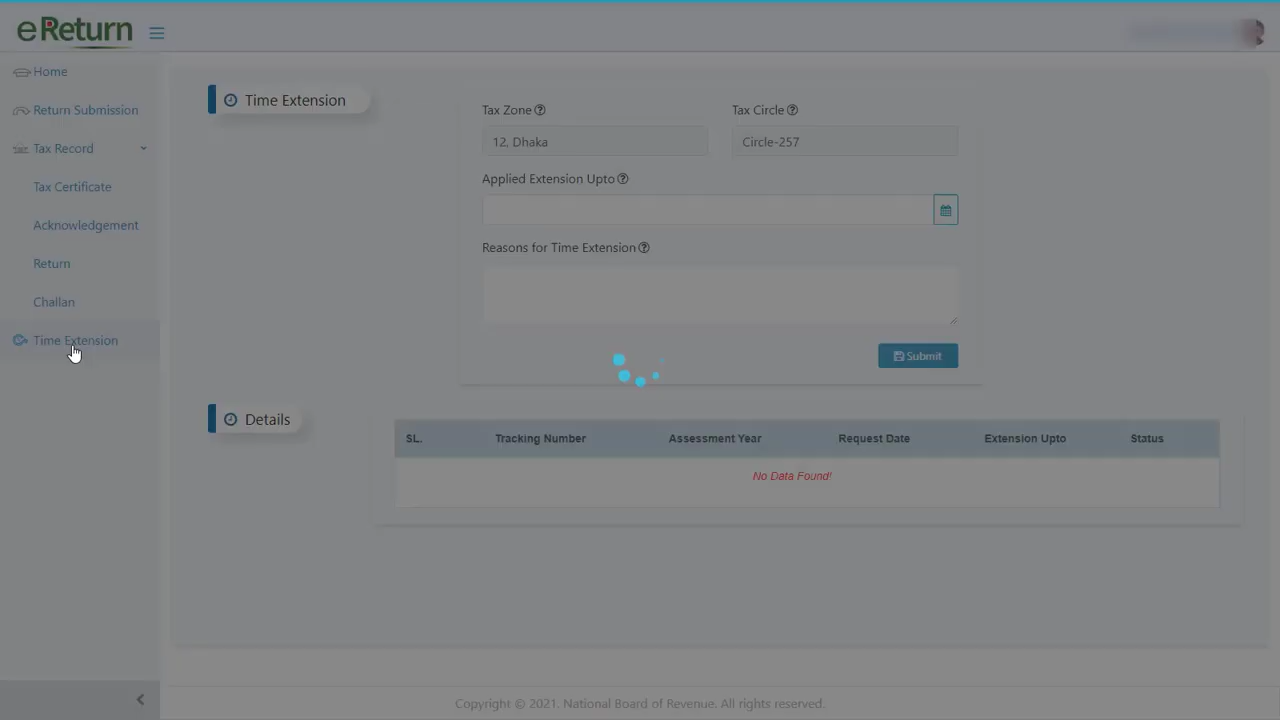 eReturn
Home
Return Submission
Tax Record
Tax Certificate
Acknowledgement
Return
Challan
Time Extension
Time Extension
Tax Zone
Tax Circle
12, Dhaka
Circle-257
Applied Extension Upto
Reasons for Time Extension
Submit
Details
SL. Tracking Number Assessment Year Request Date Extension Upto Status
No Data Found!
Copyright © 2021. National Board of Revenue. All rights reserved.